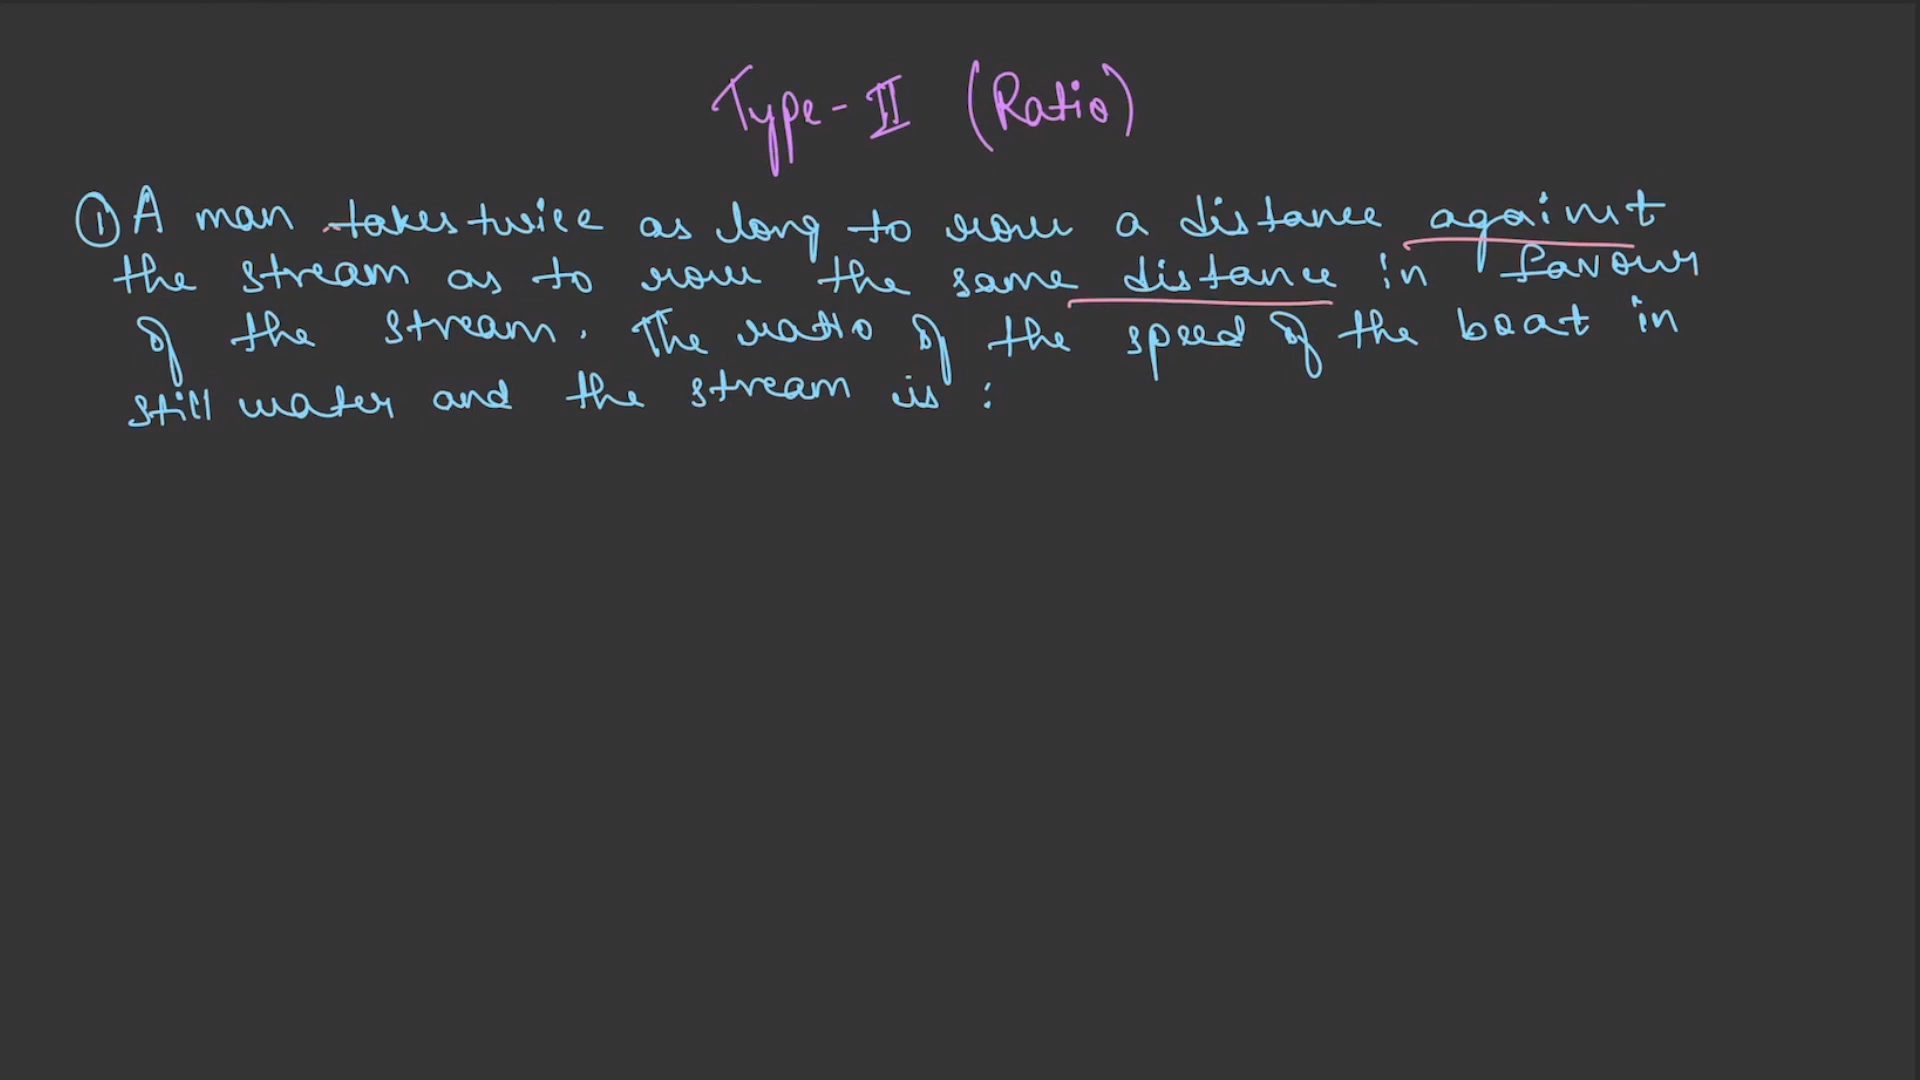 Type-II (Ratio)
① A man takes twice as long to row a distance against
the stream as to row the same distance in favour
of the stream. The ratio of the speed of the boat in
still water and the stream is :